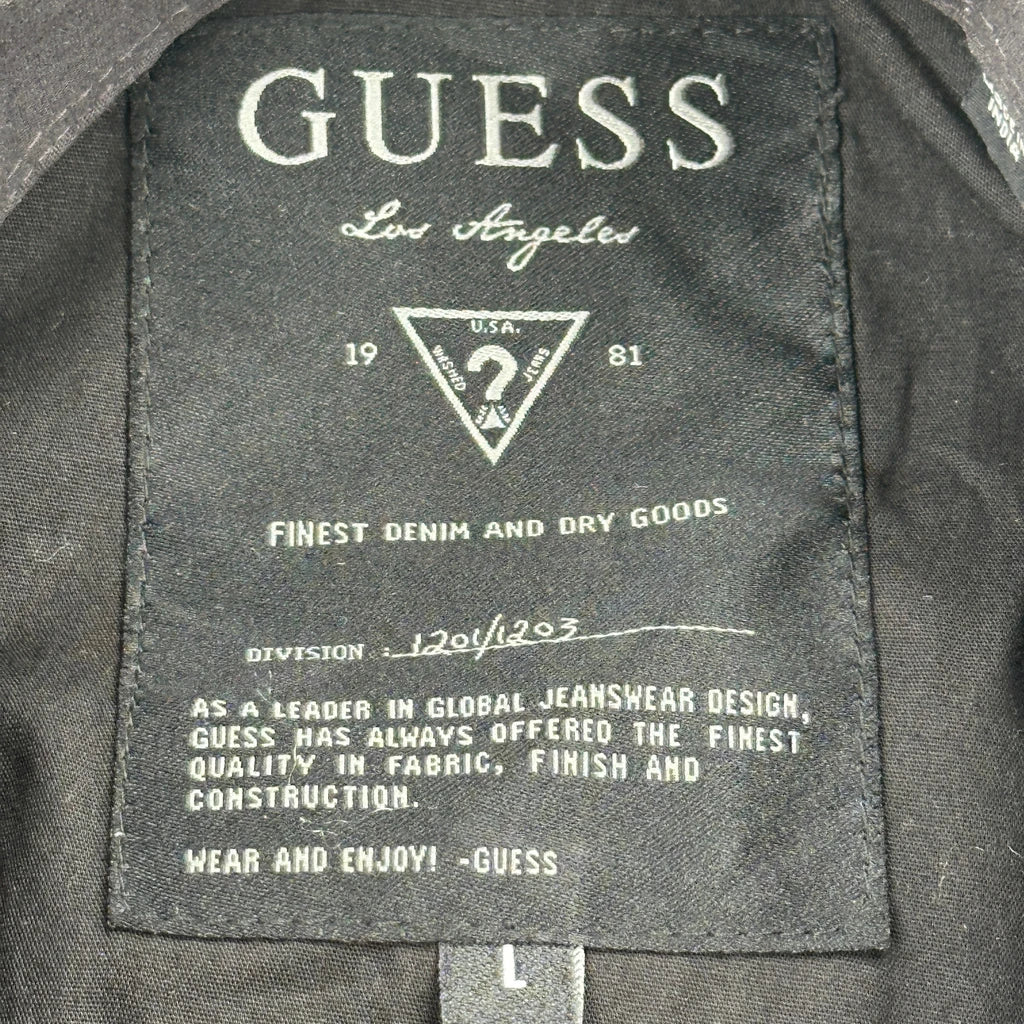 GUESS
Los Angeles
19 81
U.S.A.
WASHED JEANS
?
FINEST DENIM AND DRY GOODS
DIVISION : 1201/1203
AS A LEADER IN GLOBAL JEANSWEAR DESIGN,
GUESS HAS ALWAYS OFFERED THE FINEST
QUALITY IN FABRIC, FINISH AND
CONSTRUCTION.
WEAR AND ENJOY! -GUESS
L
INDIA